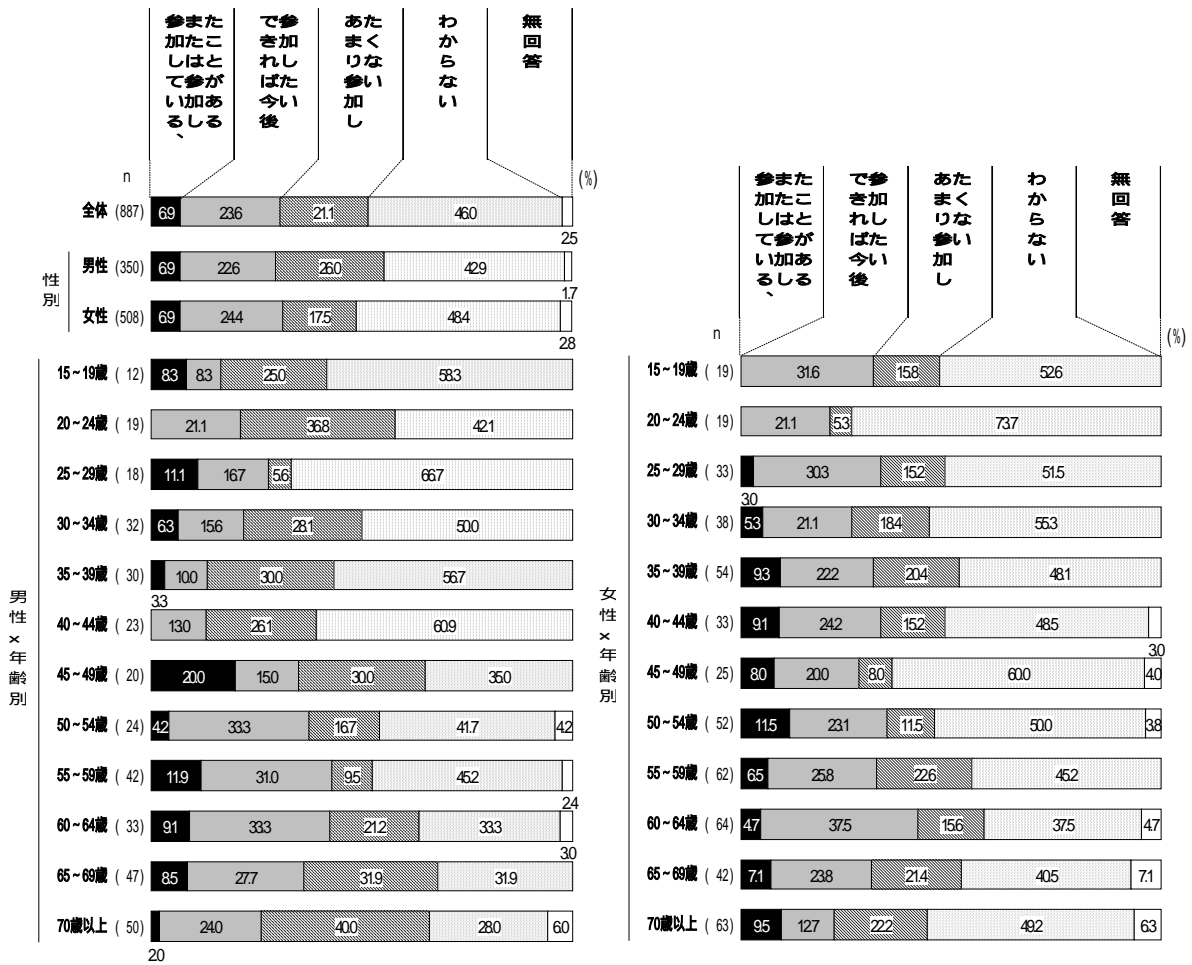 参加している、
または参加し
たことがある
できれば今後
参加したい
あまり参加し
たくない
わからない
無回答
n
(%)
全体 (887) 6.9 23.6 21.1 46.0 2.5
性別
男性 (350) 6.9 22.6 26.0 42.9 1.7
女性 (508) 6.9 24.4 17.5 48.4 2.8
男性×年齢別
15～19歳 ( 12) 8.3 8.3 25.0 58.3
20～24歳 ( 19) 21.1 36.8 42.1
25～29歳 ( 18) 11.1 16.7 5.6 66.7
30～34歳 ( 32) 6.3 15.6 28.1 50.0
35～39歳 ( 30) 3.3 10.0 30.0 56.7
40～44歳 ( 23) 13.0 26.1 60.9
45～49歳 ( 20) 20.0 15.0 30.0 35.0
50～54歳 ( 24) 4.2 33.3 16.7 41.7 4.2
55～59歳 ( 42) 11.9 31.0 9.5 45.2 2.4
60～64歳 ( 33) 9.1 33.3 21.2 33.3 3.0
65～69歳 ( 47) 8.5 27.7 31.9 31.9
70歳以上 ( 50) 2.0 24.0 40.0 28.0 6.0
参加している、
または参加し
たことがある
できれば今後
参加したい
あまり参加し
たくない
わからない
無回答
n
(%)
女性×年齢別
15～19歳 ( 19) 31.6 15.8 52.6
20～24歳 ( 19) 21.1 5.3 73.7
25～29歳 ( 33) 3.0 30.3 15.2 51.5
30～34歳 ( 38) 5.3 21.1 18.4 55.3
35～39歳 ( 54) 9.3 22.2 20.4 48.1
40～44歳 ( 33) 9.1 24.2 15.2 48.5 3.0
45～49歳 ( 25) 8.0 20.0 8.0 60.0 4.0
50～54歳 ( 52) 11.5 23.1 11.5 50.0 3.8
55～59歳 ( 62) 6.5 25.8 22.6 45.2
60～64歳 ( 64) 4.7 37.5 15.6 37.5 4.7
65～69歳 ( 42) 7.1 23.8 21.4 40.5 7.1
70歳以上 ( 63) 9.5 12.7 22.2 49.2 6.3